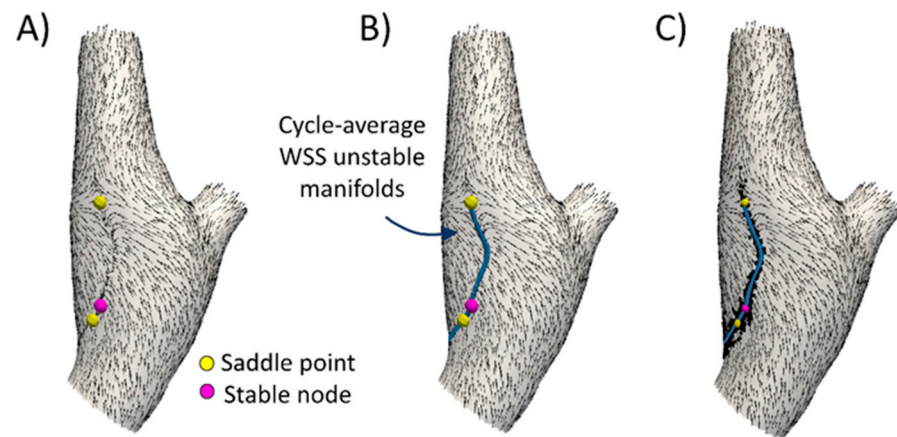 A)
B)
C)
Cycle-average
WSS unstable
manifolds
Saddle point
Stable node